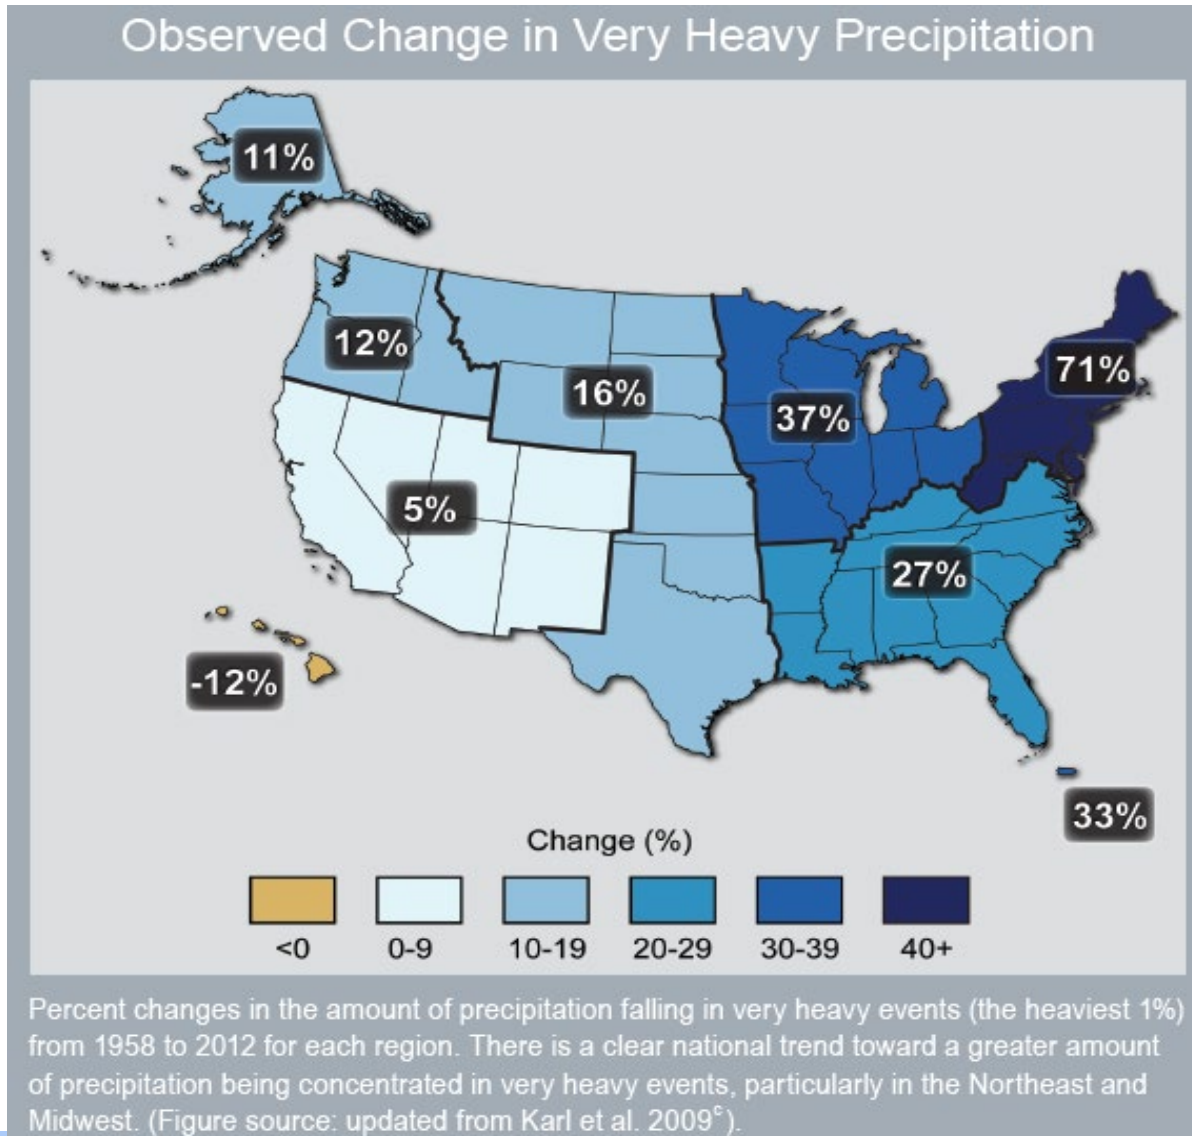 Observed Change in Very Heavy Precipitation
11%
12%
16%
37%
71%
5%
27%
-12%
33%
Change (%)
<0 0-9 10-19 20-29 30-39 40+
Percent changes in the amount of precipitation falling in very heavy events (the heaviest 1%)
from 1958 to 2012 for each region. There is a clear national trend toward a greater amount
of precipitation being concentrated in very heavy events, particularly in the Northeast and
Midwest. (Figure source: updated from Karl et al. 2009ᶜ).